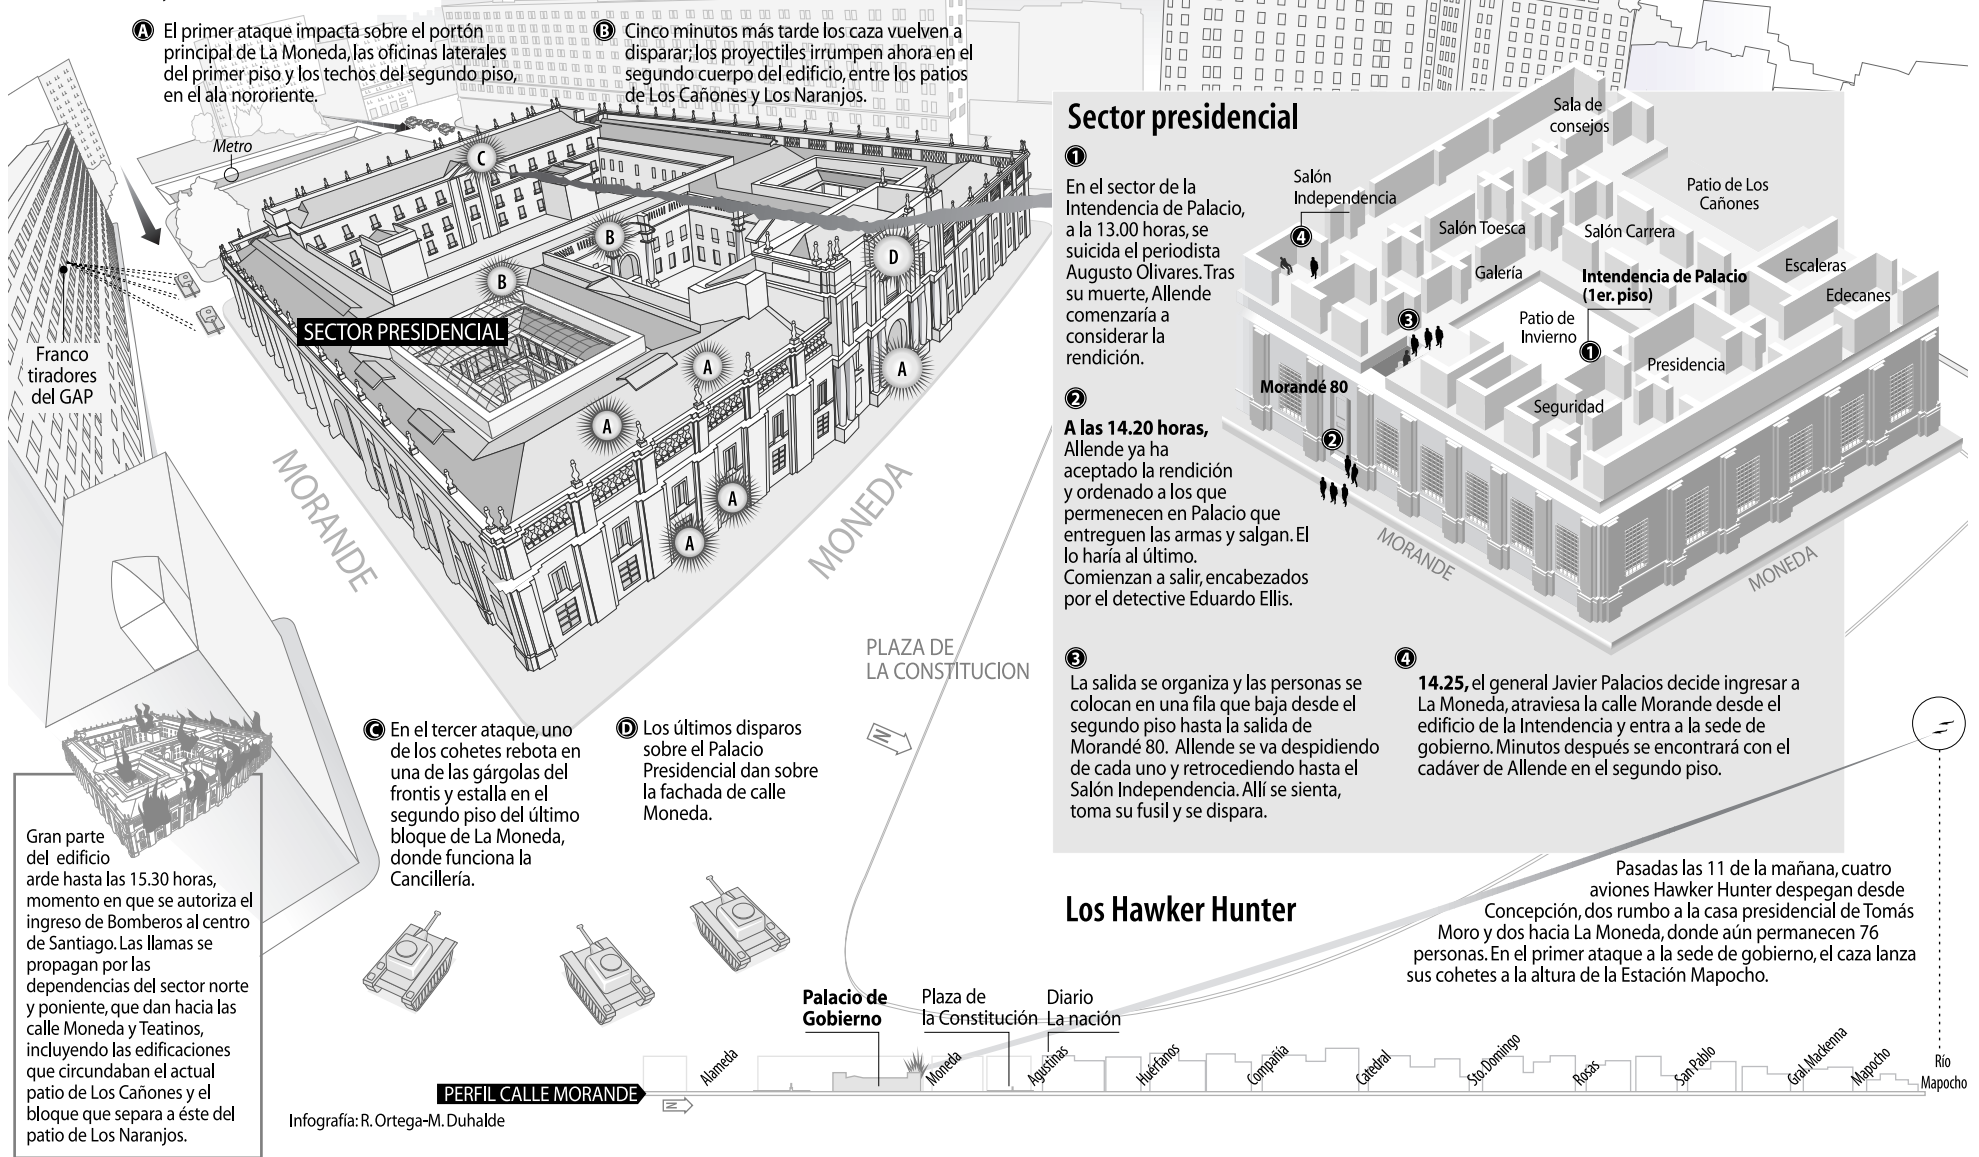 A El primer ataque impacta sobre el portón
principal de La Moneda, las oficinas laterales
del primer piso y los techos del segundo piso,
en el ala nororiente.
B Cinco minutos más tarde los caza vuelven a
disparar; los proyectiles irrumpen ahora en el
segundo cuerpo del edificio, entre los patios
de Los Cañones y Los Naranjos.
Metro
C
B
B
D
A
A
A
A
A
SECTOR PRESIDENCIAL
Franco
tiradores
del GAP
MORANDE
MONEDA
PLAZA DE
LA CONSTITUCION
N
Sector presidencial
1
En el sector de la
Intendencia de Palacio,
a la 13.00 horas, se
suicida el periodista
Augusto Olivares. Tras
su muerte, Allende
comenzaría a
considerar la
rendición.
2
A las 14.20 horas,
Allende ya ha
aceptado la rendición
y ordenado a los que
permenecen en Palacio que
entreguen las armas y salgan. El
lo haría al último.
Comienzan a salir, encabezados
por el detective Eduardo Ellis.
Sala de
consejos
Salón
Independencia
4
Patio de Los
Cañones
Salón Toesca
Salón Carrera
Galería
Intendencia de Palacio
(1er. piso)
Escaleras
Edecanes
3
Patio de
Invierno
1
Presidencia
Morandé 80
Seguridad
2
MORANDE
MONEDA
3
La salida se organiza y las personas se
colocan en una fila que baja desde el
segundo piso hasta la salida de
Morandé 80. Allende se va despidiendo
de cada uno y retrocediendo hasta el
Salón Independencia. Allí se sienta,
toma su fusil y se dispara.
4
14.25, el general Javier Palacios decide ingresar a
La Moneda, atraviesa la calle Morande desde el
edificio de la Intendencia y entra a la sede de
gobierno. Minutos después se encontrará con el
cadáver de Allende en el segundo piso.
C En el tercer ataque, uno
de los cohetes rebota en
una de las gárgolas del
frontis y estalla en el
segundo piso del último
bloque de La Moneda,
donde funciona la
Cancillería.
D Los últimos disparos
sobre el Palacio
Presidencial dan sobre
la fachada de calle
Moneda.
Gran parte
del edificio
arde hasta las 15.30 horas,
momento en que se autoriza el
ingreso de Bomberos al centro
de Santiago. Las llamas se
propagan por las
dependencias del sector norte
y poniente, que dan hacia las
calle Moneda y Teatinos,
incluyendo las edificaciones
que circundaban el actual
patio de Los Cañones y el
bloque que separa a éste del
patio de Los Naranjos.
Los Hawker Hunter
Pasadas las 11 de la mañana, cuatro
aviones Hawker Hunter despegan desde
Concepción, dos rumbo a la casa presidencial de Tomás
Moro y dos hacia La Moneda, donde aún permanecen 76
personas. En el primer ataque a la sede de gobierno, el caza lanza
sus cohetes a la altura de la Estación Mapocho.
Palacio de
Gobierno
Plaza de
la Constitución
Diario
La nación
Alameda
Moneda
Agustinas
Huérfanos
Compañía
Catedral
Sto. Domingo
Rosas
San Pablo
Gral. Mackenna
Mapocho
Río
Mapocho
PERFIL CALLE MORANDE
N
Infografía: R. Ortega-M. Duhalde